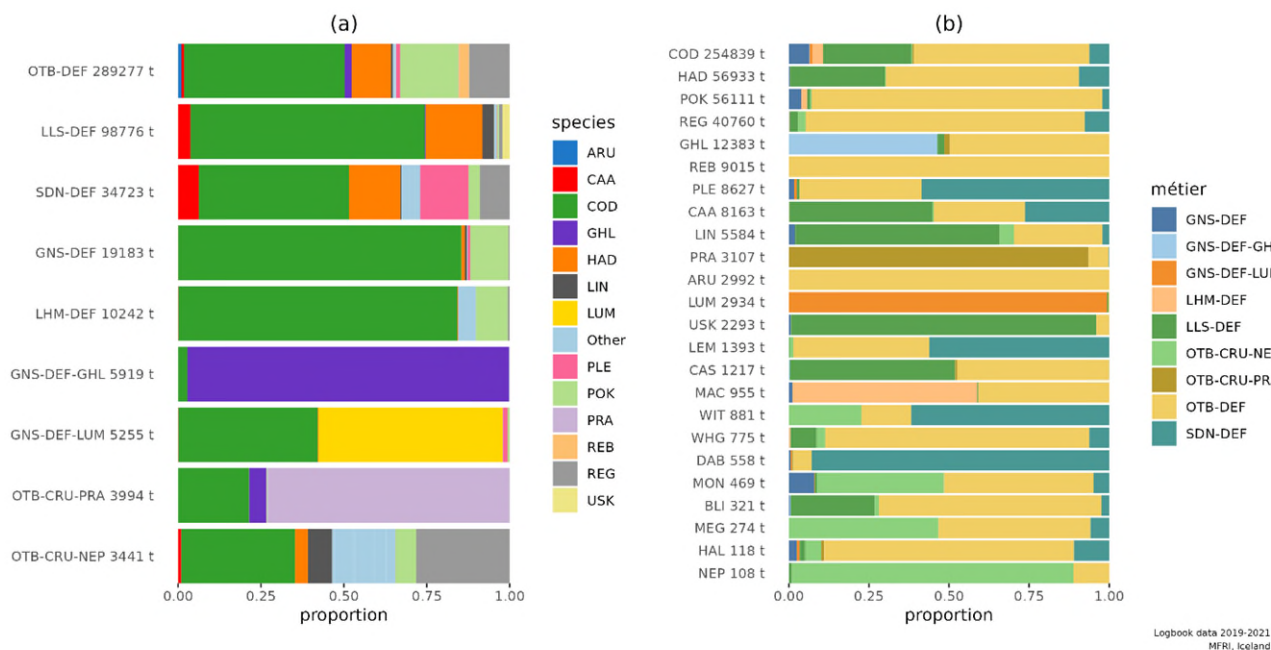 (a)
OTB-DEF 289277 t
LLS-DEF 98776 t
SDN-DEF 34723 t
GNS-DEF 19183 t
LHM-DEF 10242 t
GNS-DEF-GHL 5919 t
GNS-DEF-LUM 5255 t
OTB-CRU-PRA 3994 t
OTB-CRU-NEP 3441 t
0.00 0.25 0.50 0.75 1.00
proportion
species
ARU
CAA
COD
GHL
HAD
LIN
LUM
Other
PLE
POK
PRA
REB
REG
USK
(b)
COD 254839 t
HAD 56933 t
POK 56111 t
REG 40760 t
GHL 12383 t
REB 9015 t
PLE 8627 t
CAA 8163 t
LIN 5584 t
PRA 3107 t
ARU 2992 t
LUM 2934 t
USK 2293 t
LEM 1393 t
CAS 1217 t
MAC 955 t
WIT 881 t
WHG 775 t
DAB 558 t
MON 469 t
BLI 321 t
MEG 274 t
HAL 118 t
NEP 108 t
0.00 0.25 0.50 0.75 1.00
proportion
métier
GNS-DEF
GNS-DEF-GH
GNS-DEF-LU
LHM-DEF
LLS-DEF
OTB-CRU-NE
OTB-CRU-PR
OTB-DEF
SDN-DEF
Logbook data 2019-2021
MFRI, Iceland